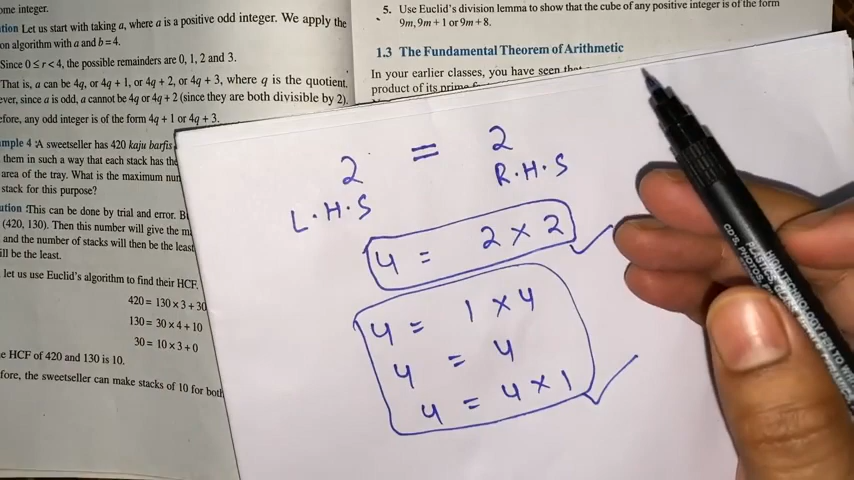 ome integer.
tion Let us start with taking a, where a is a positive odd integer. We apply the
on algorithm with a and b = 4.
Since 0 ≤ r < 4, the possible remainders are 0, 1, 2 and 3.
That is, a can be 4q, or 4q + 1, or 4q + 2, or 4q + 3, where q is the quotient.
ever, since a is odd, a cannot be 4q or 4q + 2 (since they are both divisible by 2).
efore, any odd integer is of the form 4q + 1 or 4q + 3.
mple 4 : A sweetseller has 420 kaju barfis
them in such a way that each stack has the
area of the tray. What is the maximum
stack for this purpose?
ution : This can be done by trial and error.
(420, 130). Then this number will give the
and the number of stacks will then be the least
ill be the least.
let us use Euclid's algorithm to find their HCF.
420 = 130 × 3 + 30
130 = 30 × 4 + 10
30 = 10 × 3 + 0
e HCF of 420 and 130 is 10.
fore, the sweetseller can make stacks of 10 for both
5. Use Euclid's division lemma to show that the cube of any positive integer is of the form
9m, 9m + 1 or 9m + 8.
1.3 The Fundamental Theorem of Arithmetic
In your earlier classes, you have seen that
product of its prime
2 = 2
L.H.S R.H.S
4 = 2 × 2
4 = 1 × 4
4 = 4
4 = 4 × 1
CD'S, PHOTOS,
HIGH TECHNOLOGY PEN TO